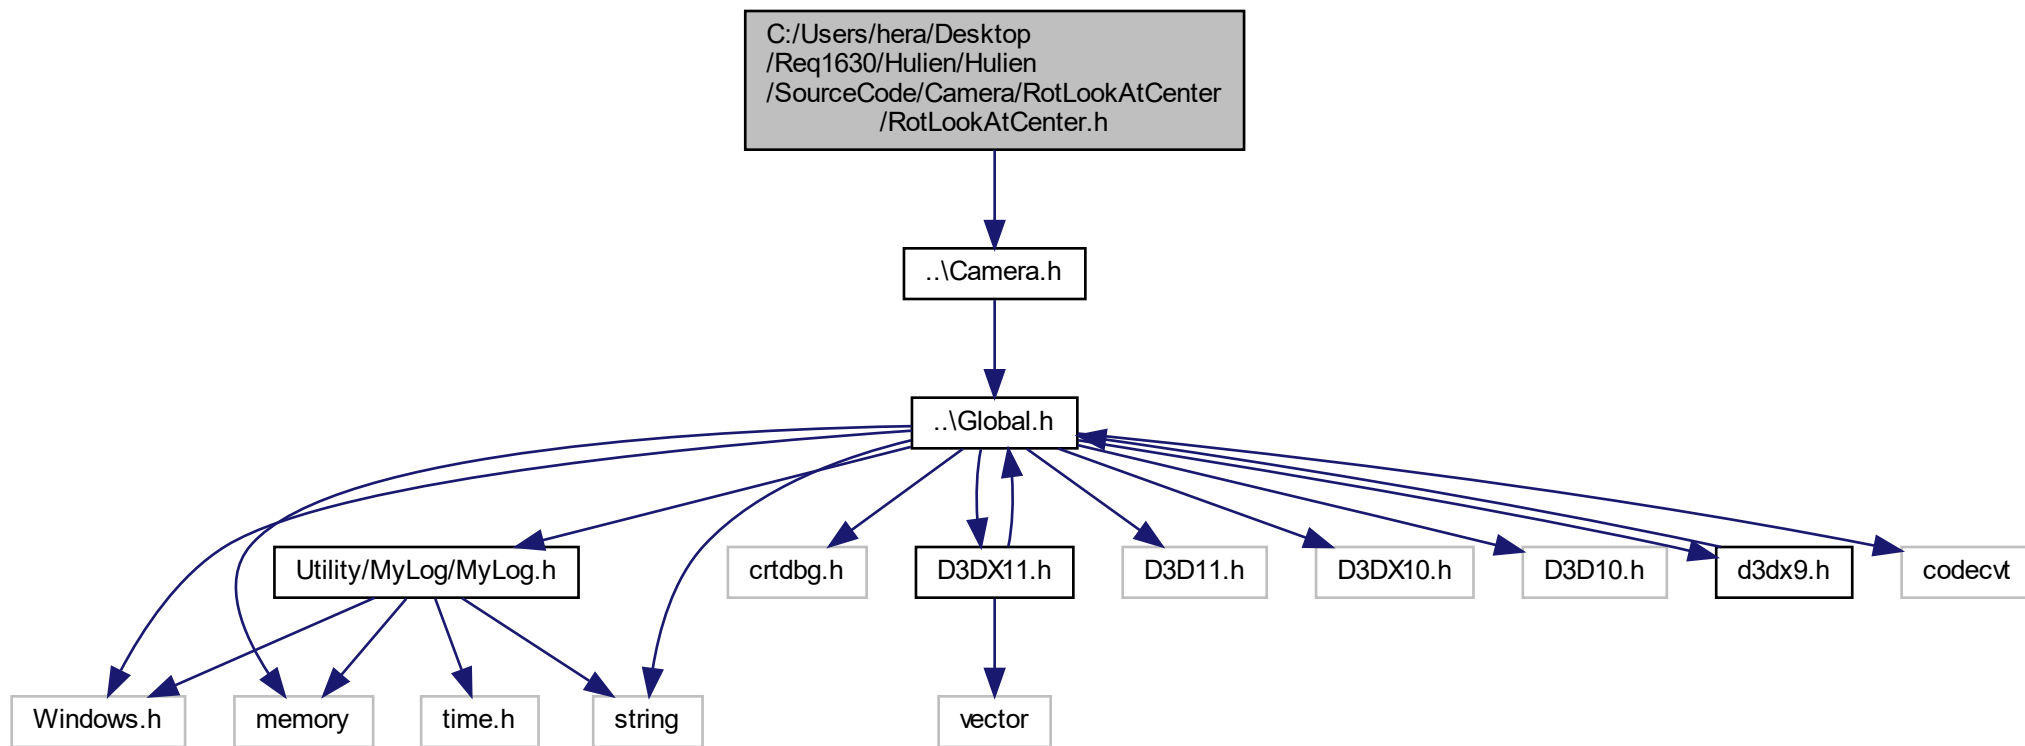 C:/Users/hera/Desktop
/Req1630/Hulien/Hulien
/SourceCode/Camera/RotLookAtCenter
/RotLookAtCenter.h
..\Camera.h
..\Global.h
Utility/MyLog/MyLog.h
crtdbg.h
D3DX11.h
D3D11.h
D3DX10.h
D3D10.h
d3dx9.h
codecvt
Windows.h
memory
time.h
string
vector